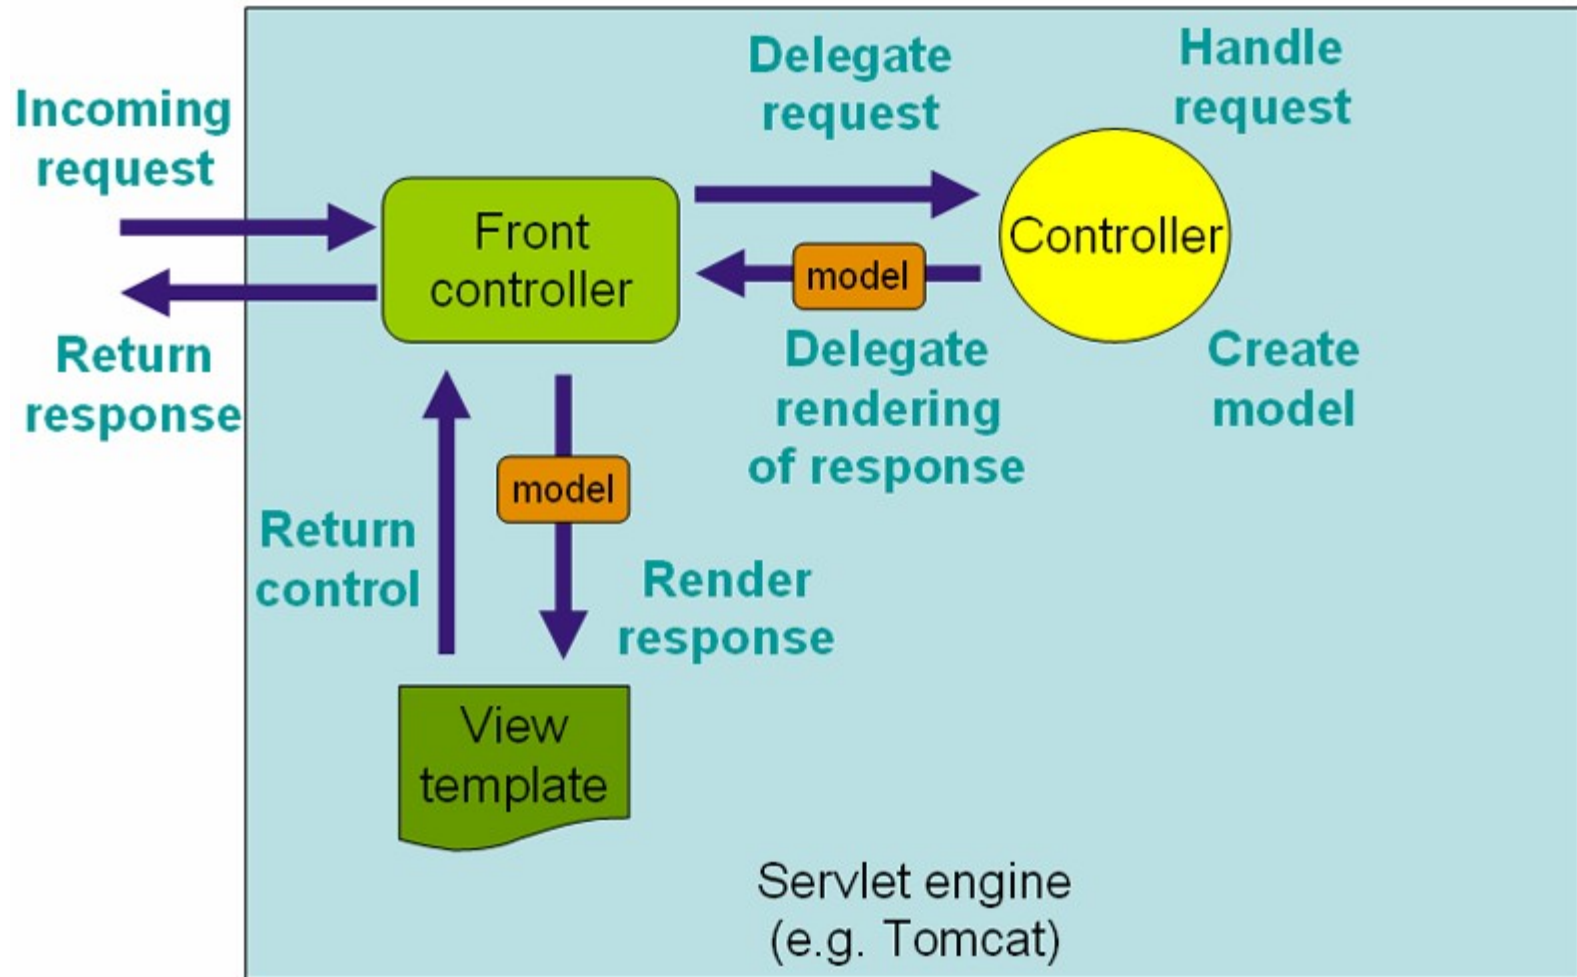 Incoming
request
Delegate
request
Handle
request
Front
controller
Controller
model
Return
response
Delegate
rendering
of response
Create
model
model
Return
control
Render
response
View
template
Servlet engine
(e.g. Tomcat)